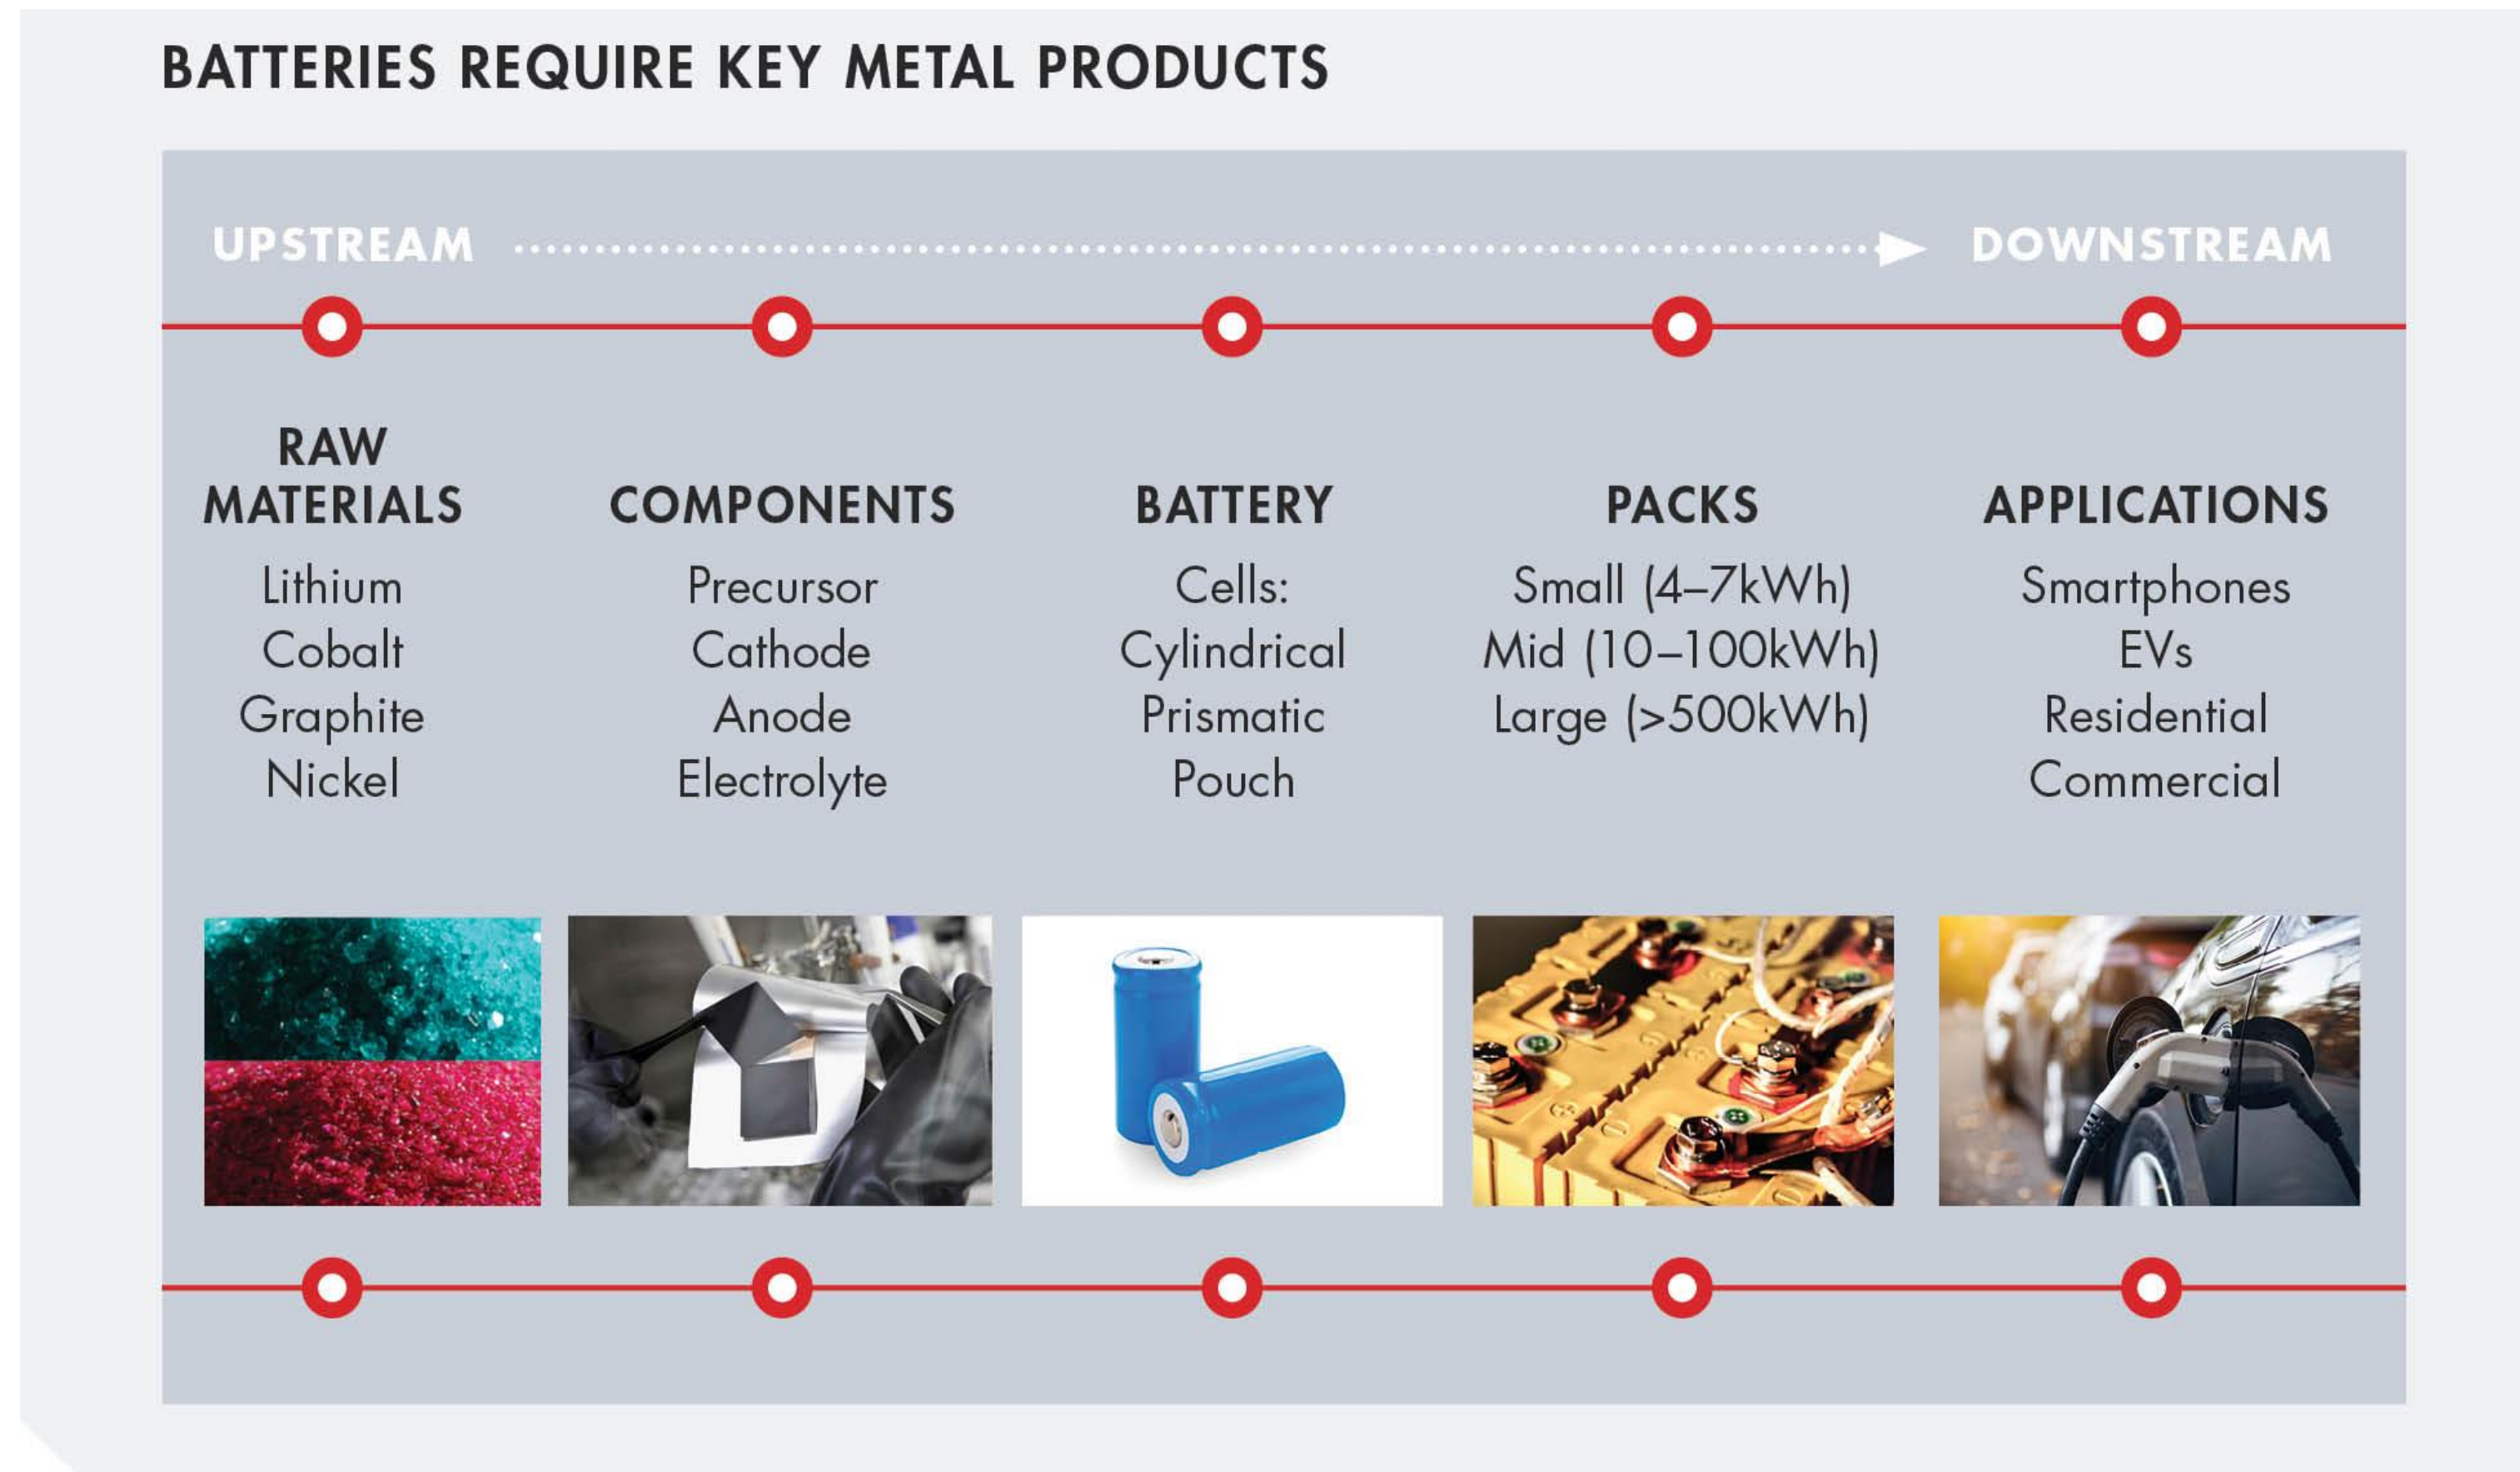 BATTERIES REQUIRE KEY METAL PRODUCTS
UPSTREAM
DOWNSTREAM
RAW
MATERIALS
Lithium
Cobalt
Graphite
Nickel
COMPONENTS
Precursor
Cathode
Anode
Electrolyte
BATTERY
Cells:
Cylindrical
Prismatic
Pouch
PACKS
Small (4–7kWh)
Mid (10–100kWh)
Large (>500kWh)
APPLICATIONS
Smartphones
EVs
Residential
Commercial